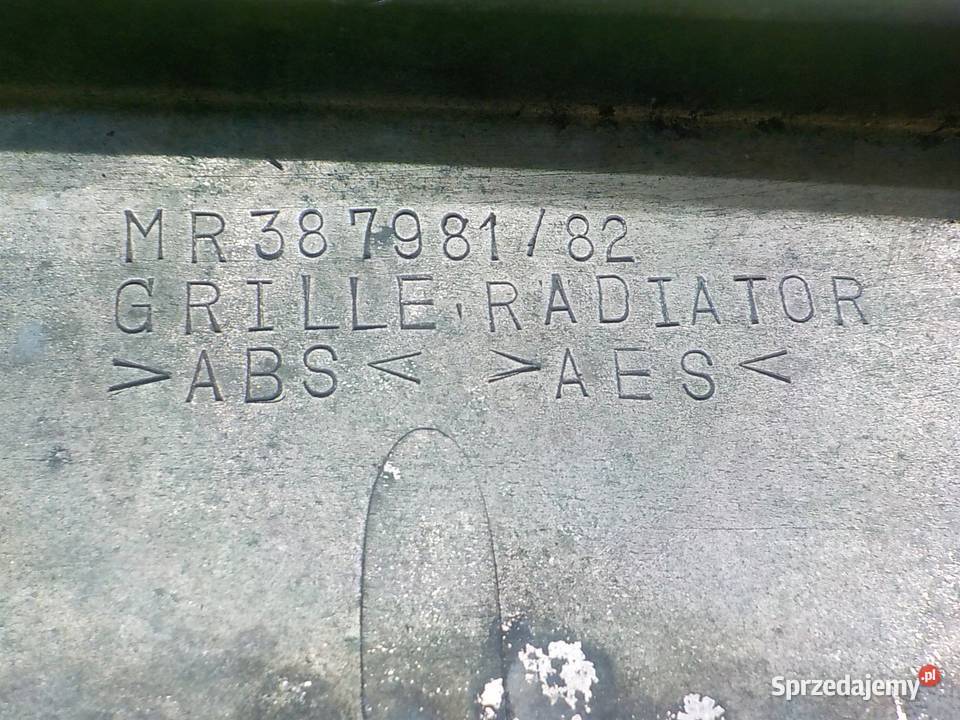 MR387981/82
GRILLE,RADIATOR
>ABS< >AES<
Sprzedajemy.pl